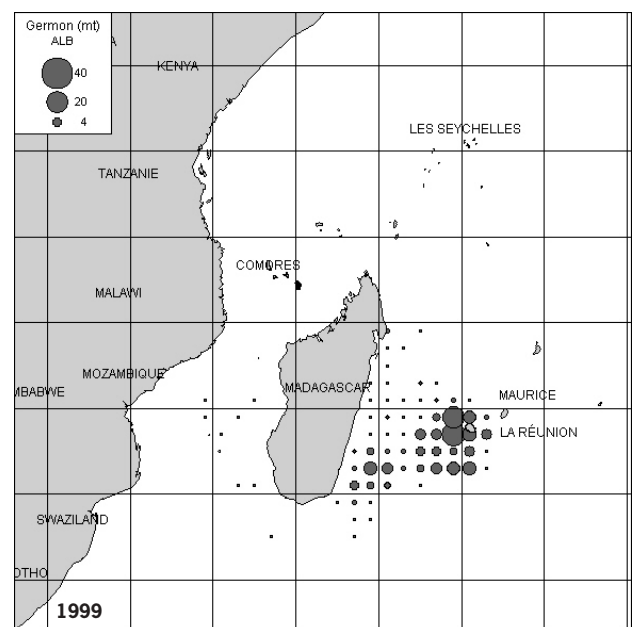 Germon (mt)
ALB
40
20
4
KENYA
LES SEYCHELLES
TANZANIE
COMORES
MALAWI
MOZAMBIQUE
MADAGASCAR
MBABWE
MAURICE
LA RÉUNION
SWAZILAND
OTHO
1999